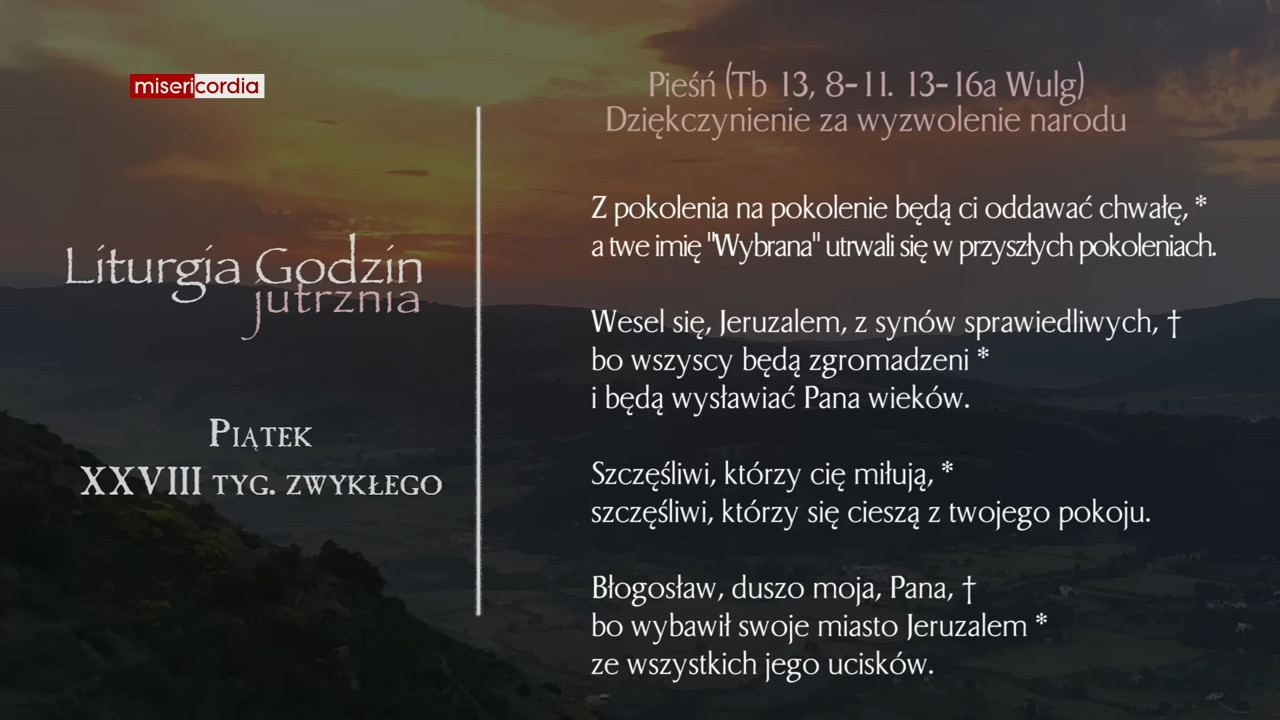 misericordia
Liturgia Godzin
jutrznia
Piątek
XXVIII tyg. zwykłego
Pieśń (Tb 13, 8-11. 13-16a Wulg)
Dziękczynienie za wyzwolenie narodu
Z pokolenia na pokolenie będą ci oddawać chwałę, *
a twe imię "Wybrana" utrwali się w przyszłych pokoleniach.
Wesel się, Jeruzalem, z synów sprawiedliwych, †
bo wszyscy będą zgromadzeni *
i będą wysławiać Pana wieków.
Szczęśliwi, którzy cię miłują, *
szczęśliwi, którzy się cieszą z twojego pokoju.
Błogosław, duszo moja, Pana, †
bo wybawił swoje miasto Jeruzalem *
ze wszystkich jego ucisków.